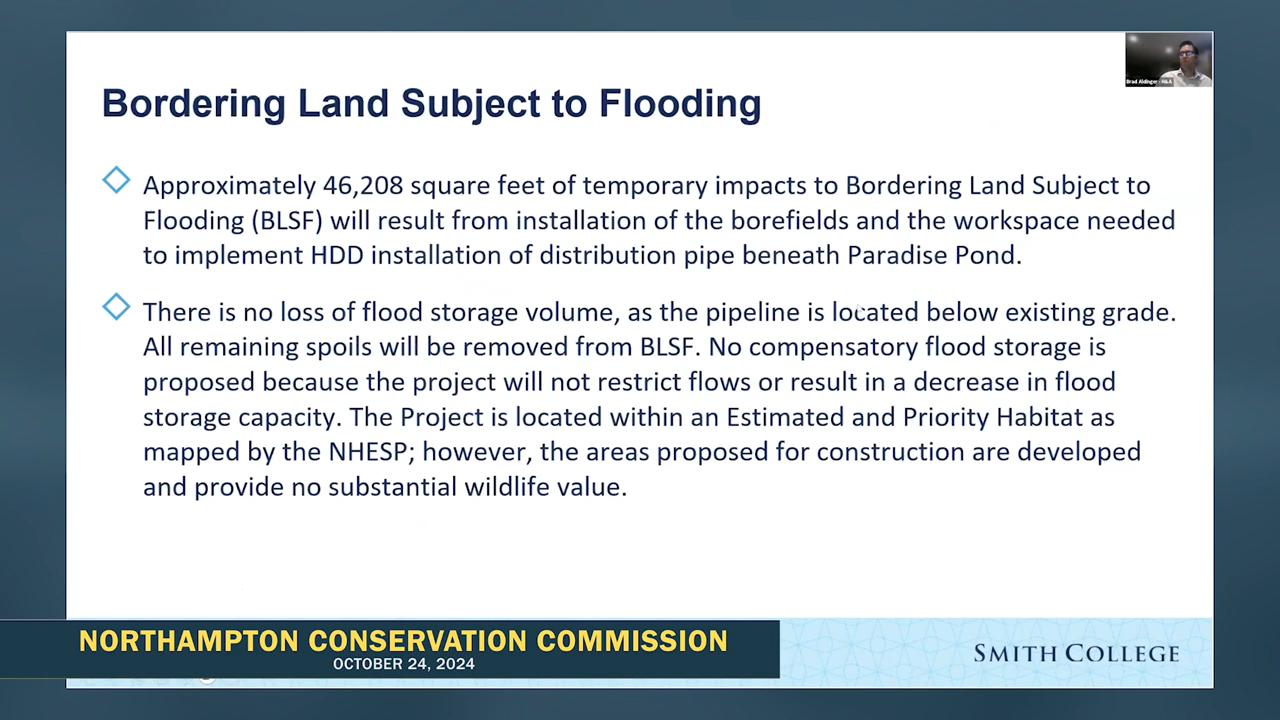 Brad Aldinger - H&A
Bordering Land Subject to Flooding
Approximately 46,208 square feet of temporary impacts to Bordering Land Subject to
Flooding (BLSF) will result from installation of the borefields and the workspace needed
to implement HDD installation of distribution pipe beneath Paradise Pond.
There is no loss of flood storage volume, as the pipeline is located below existing grade.
All remaining spoils will be removed from BLSF. No compensatory flood storage is
proposed because the project will not restrict flows or result in a decrease in flood
storage capacity. The Project is located within an Estimated and Priority Habitat as
mapped by the NHESP; however, the areas proposed for construction are developed
and provide no substantial wildlife value.
NORTHAMPTON CONSERVATION COMMISSION
OCTOBER 24, 2024
SMITH COLLEGE